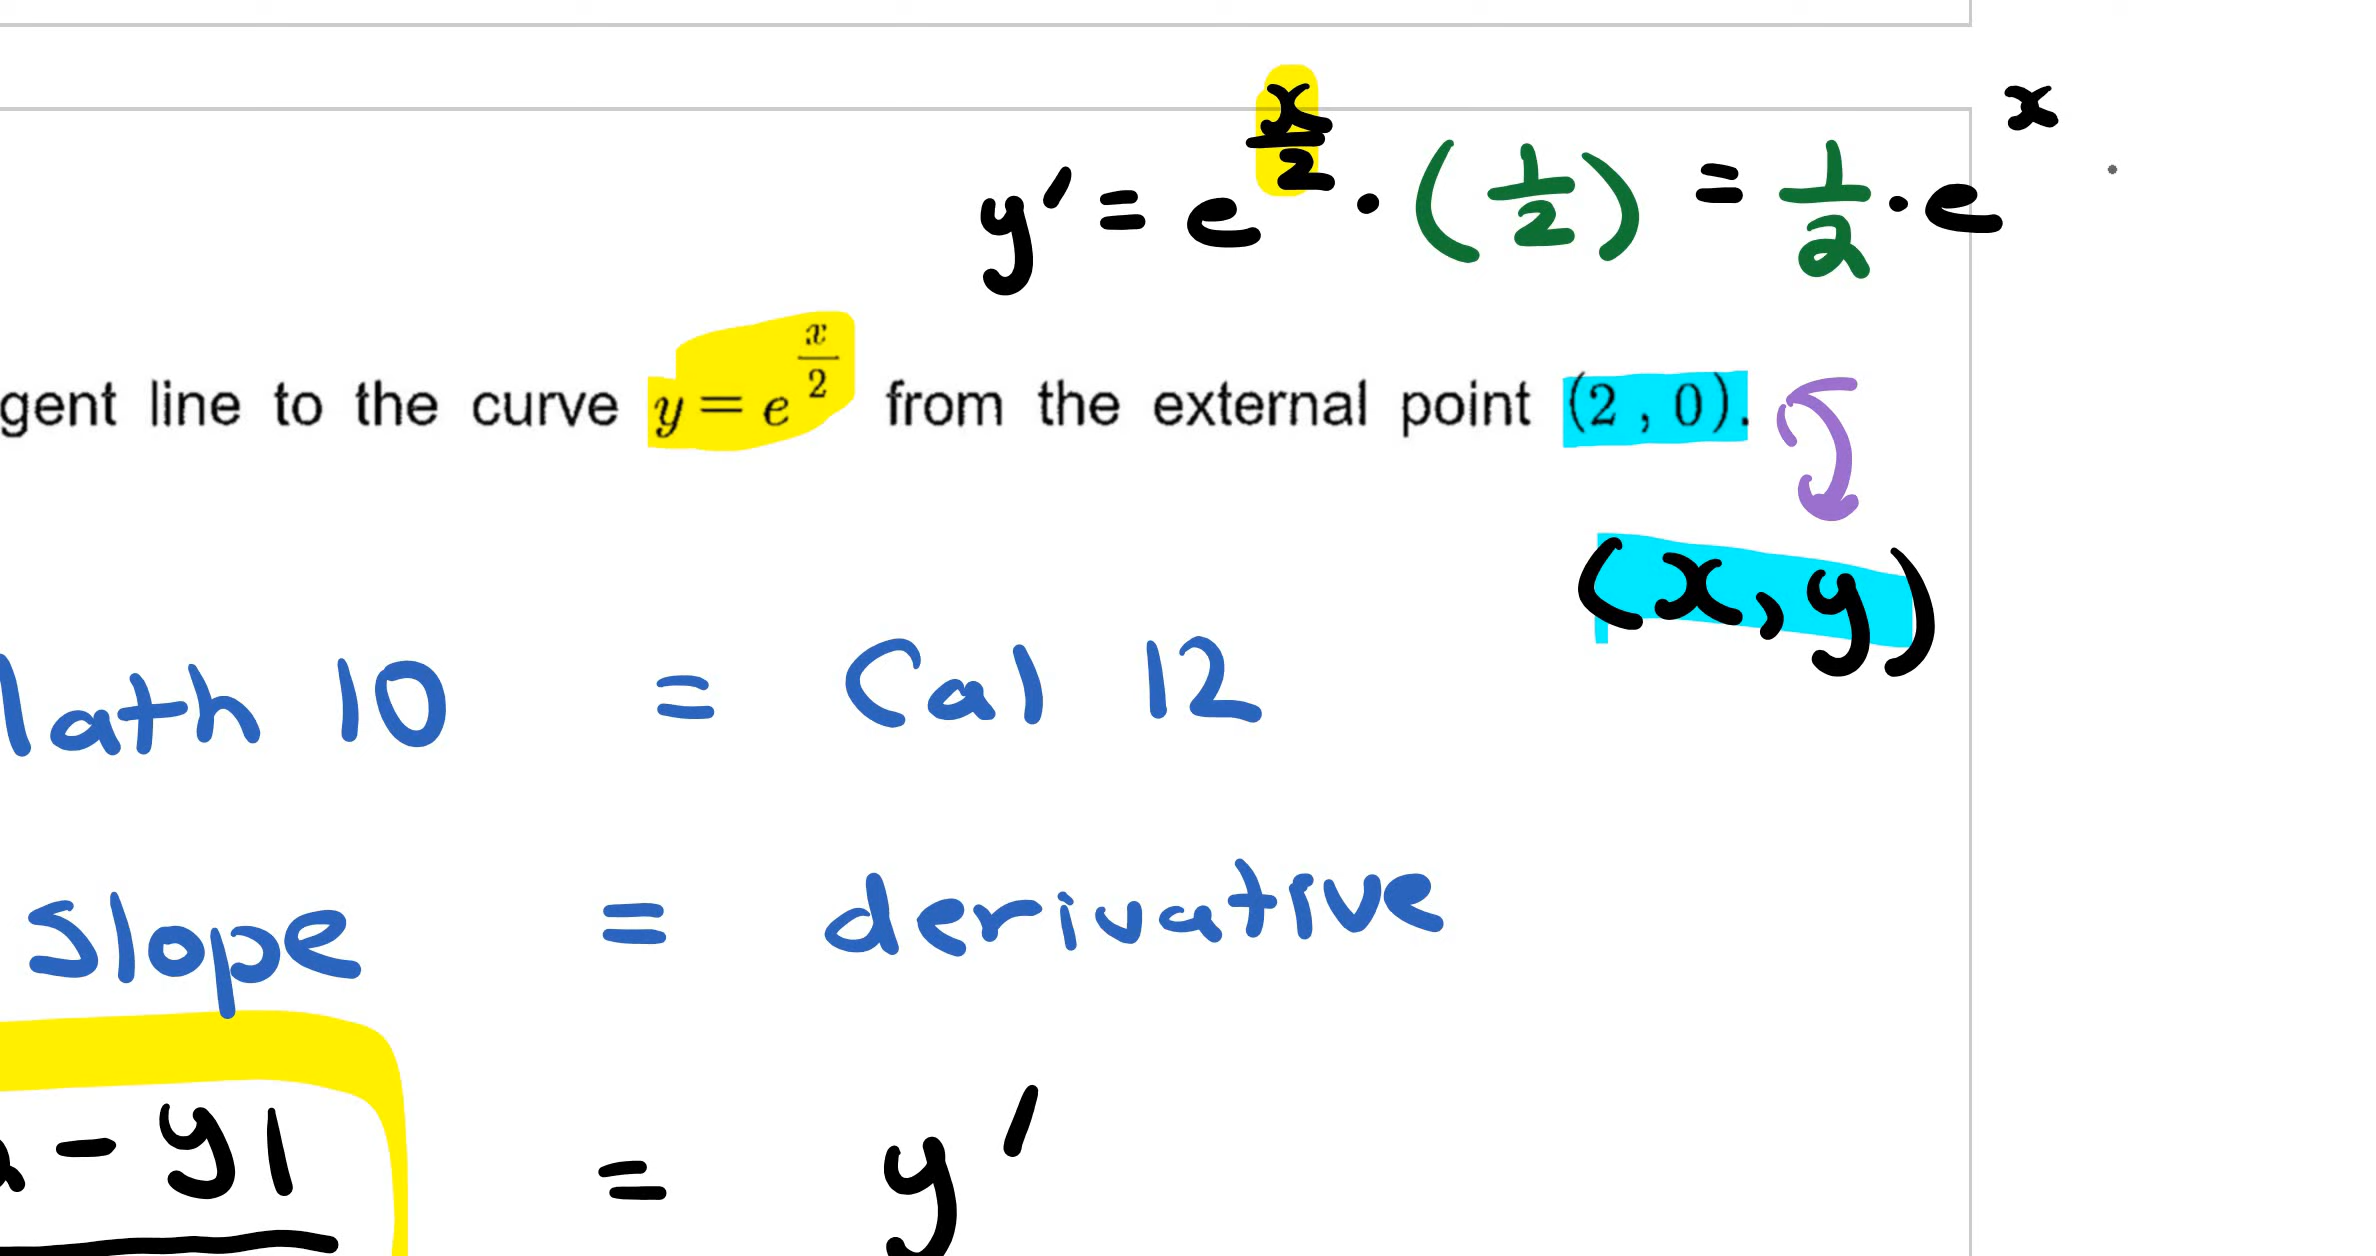 y' = e^(x/2) · (1/2) = 1/2 · e^x
gent line to the curve y = e^(x/2) from the external point (2 , 0).
(x, y)
Math 10 = Cal 12
slope = derivative
- y1 = y'